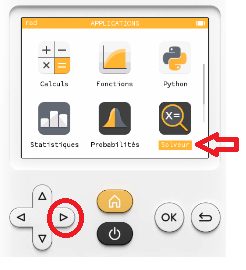 rad APPLICATIONS
Calculs Fonctions Python
Statistiques Probabilités Solveur
OK